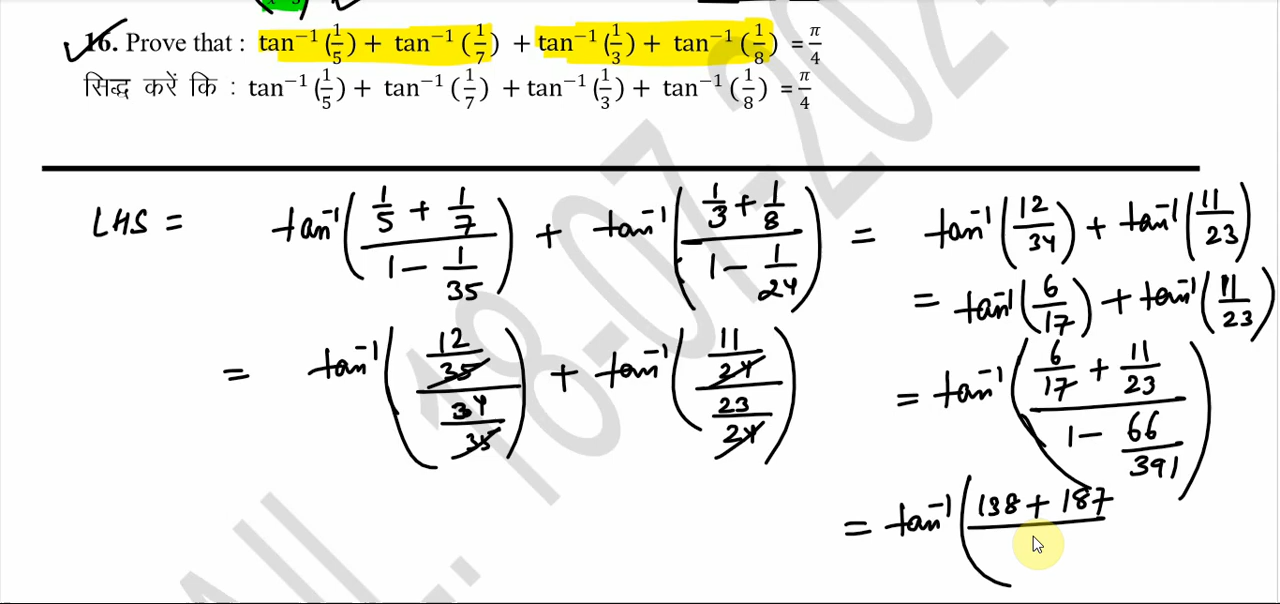 16. Prove that : tan⁻¹(1/5) + tan⁻¹(1/7) + tan⁻¹(1/3) + tan⁻¹(1/8) = π/4
सिद्ध करें कि : tan⁻¹(1/5) + tan⁻¹(1/7) + tan⁻¹(1/3) + tan⁻¹(1/8) = π/4
LHS = tan⁻¹((1/5 + 1/7)/(1 − 1/35)) + tan⁻¹((1/3 + 1/8)/(1 − 1/24)) = tan⁻¹(12/34) + tan⁻¹(11/23)
= tan⁻¹(6/17) + tan⁻¹(11/23)
= tan⁻¹((12/35)/(34/35)) + tan⁻¹((11/24)/(23/24))
= tan⁻¹((6/17 + 11/23)/(1 − 66/391))
= tan⁻¹(138 + 187